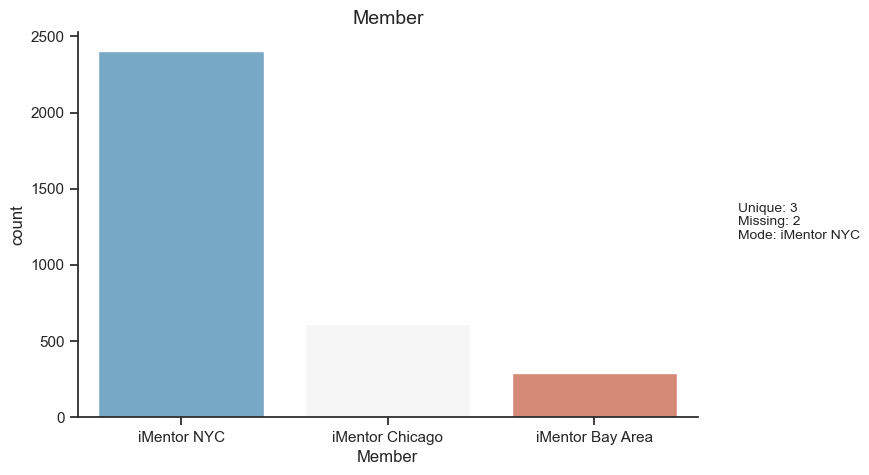 Member
2500
2000
1500
1000
500
0
count
iMentor NYC
iMentor Chicago
iMentor Bay Area
Member
Unique: 3
Missing: 2
Mode: iMentor NYC